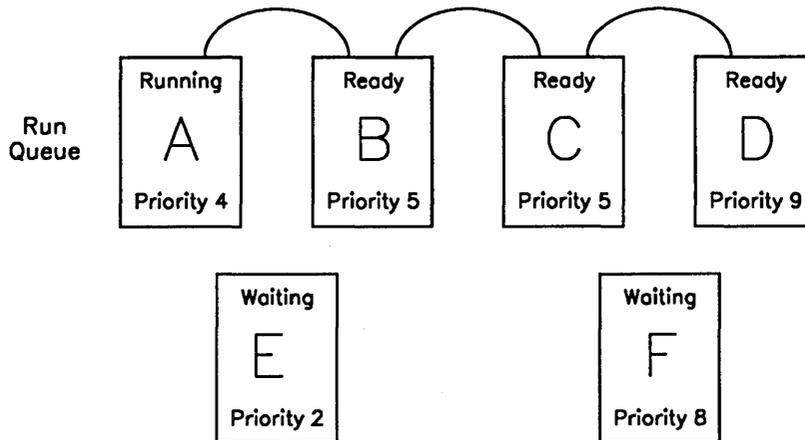 Running
A
Priority 4
Ready
B
Priority 5
Ready
C
Priority 5
Ready
D
Priority 9
Run
Queue
Waiting
E
Priority 2
Waiting
F
Priority 8